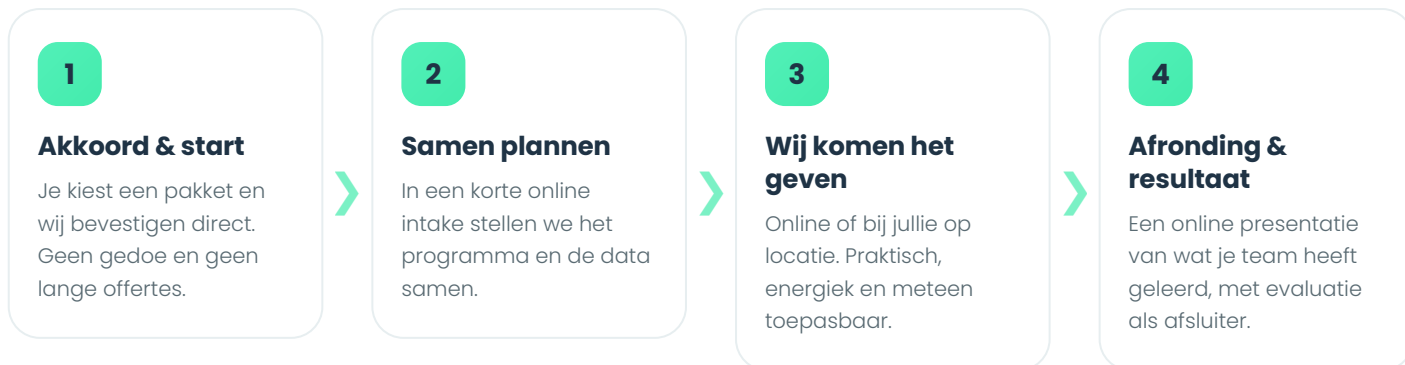 1
Akkoord & start
Je kiest een pakket en
wij bevestigen direct.
Geen gedoe en geen
lange offertes.
2
Samen plannen
In een korte online
intake stellen we het
programma en de data
samen.
3
Wij komen het
geven
Online of bij jullie op
locatie. Praktisch,
energiek en meteen
toepasbaar.
4
Afronding &
resultaat
Een online presentatie
van wat je team heeft
geleerd, met evaluatie
als afsluiter.